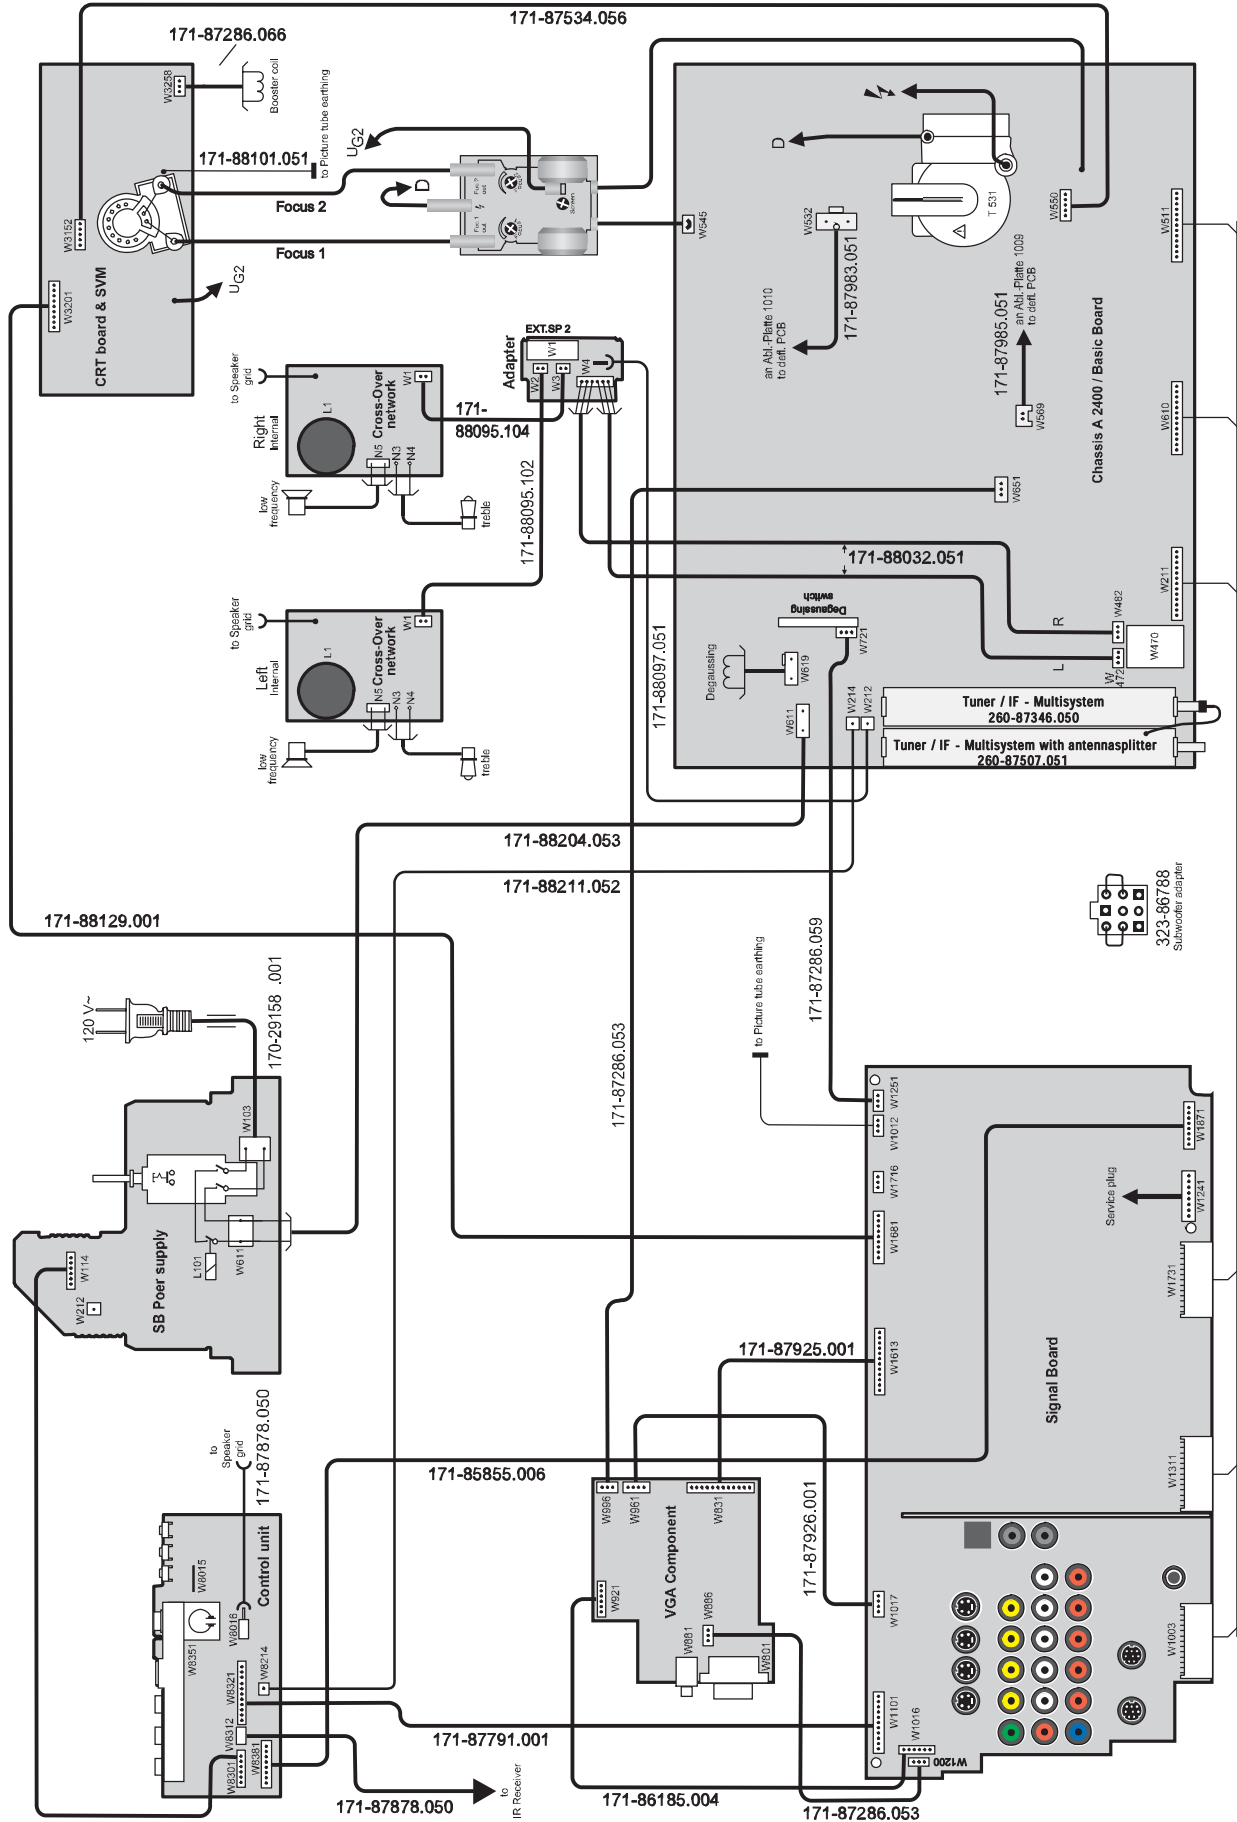 171-87534.056
171-87286.066
W3258
Booster coil
171-88101.051
to Picture tube earthing
UG2
W3152
W3201
CRT board & SVM
UG2
Focus 2
Focus 1
D
Foc 2
out
Foc 1
out
Screen
W545
D
T 531
W550
W532
171-87983.051
an Abl.-Platte 1010
to defl. PCB
171-87985.051
an Abl.-Platte 1009
to defl. PCB
W569
W511
W610
Chassis A 2400 / Basic Board
W651
W211
to Speaker
grid
Right
Internal
L1
Cross-Over
network
W1
N5
N3
N4
low
frequency
treble
Adapter
EXT.SP 2
W1
W2
W3
W4
171-
88095.104
171-88095.102
to Speaker
grid
Left
Internal
L1
Cross-Over
network
W1
N5
N3
N4
low
frequency
treble
171-88032.051
171-88097.051
Degaussing
switch
W721
Degaussing
W619
W611
W214
W212
R
L
W482
W
472
W470
Tuner / IF - Multisystem
260-87346.050
Tuner / IF - Multisystem with antennasplitter
260-87507.051
171-88204.053
171-88211.052
171-88129.001
171-87286.059
171-87286.053
to Picture tube earthing
323-86788
Subwoofer adapter
120 V~
170-29158 .001
W103
W114
W212
SB Poer supply
L101
W611
W1251
W1012
W1716
W1681
W1613
W1871
Service plug
W1241
W1731
W1311
Signal Board
171-87925.001
to
Speaker
grid
171-87878.050
171-85855.006
Control unit
W8015
W8016
W8351
W8214
W8321
W8312
W8301
W8381
171-87791.001
171-87878.050
to
IR Receiver
W996
W961
W831
W921
VGA Component
W886
W881
W801
171-87926.001
W1017
W1101
W1016
W1200
W1003
171-86185.004
171-87286.053